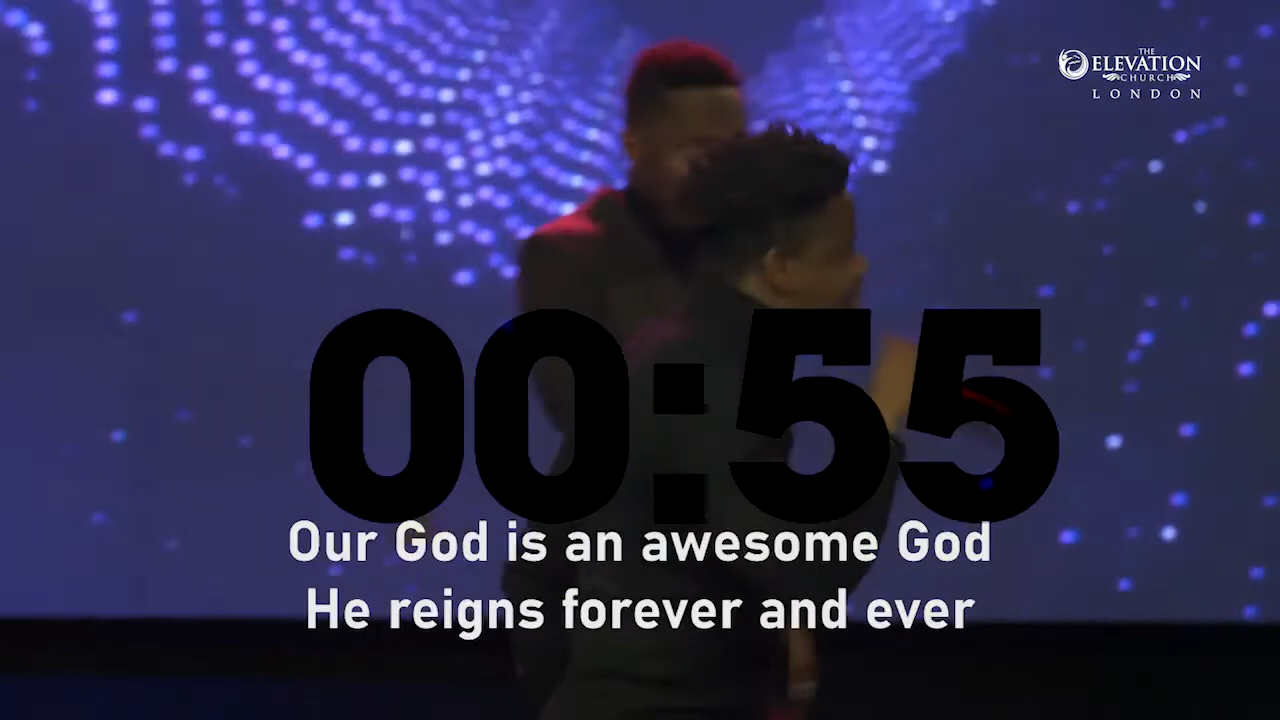 THE
ELEVATION
CHURCH
LONDON
00:55
Our God is an awesome God
He reigns forever and ever